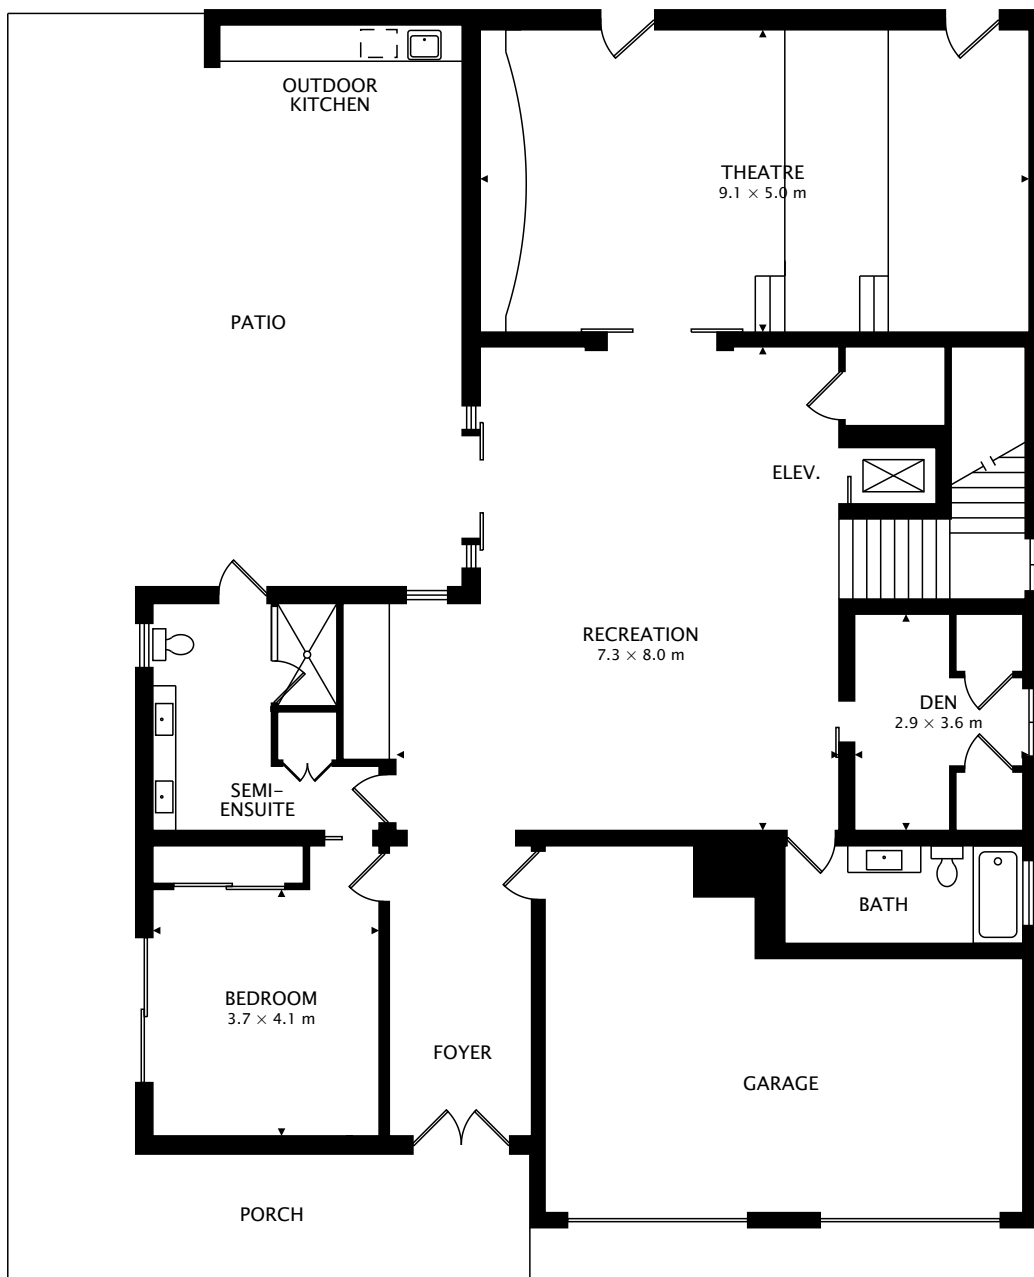 OUTDOOR
KITCHEN
THEATRE
9.1 × 5.0 m
PATIO
ELEV.
RECREATION
7.3 × 8.0 m
DEN
2.9 × 3.6 m
SEMI-
ENSUITE
BATH
BEDROOM
3.7 × 4.1 m
FOYER
GARAGE
PORCH